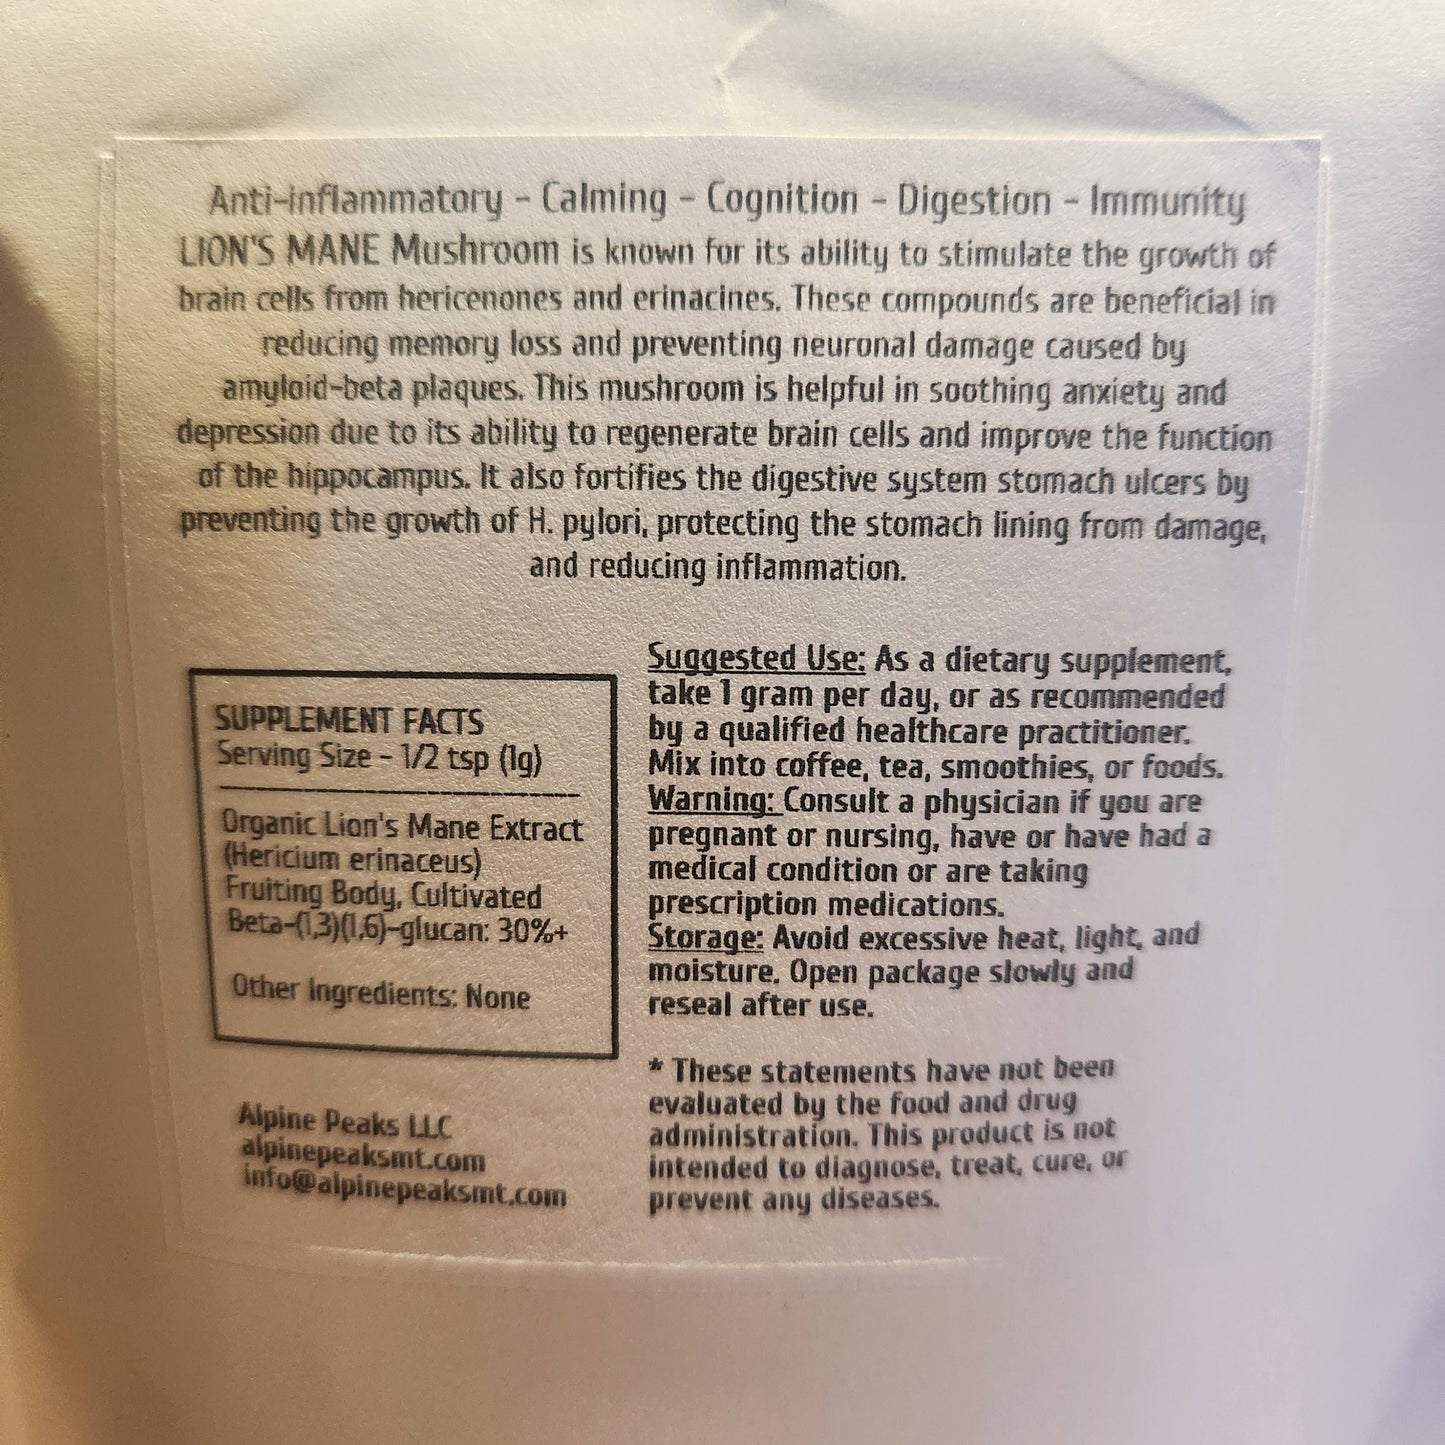 Anti-inflammatory - Calming - Cognition - Digestion - Immunity
LION'S MANE Mushroom is known for its ability to stimulate the growth of
brain cells from hericenones and erinacines. These compounds are beneficial in
reducing memory loss and preventing neuronal damage caused by
amyloid-beta plaques. This mushroom is helpful in soothing anxiety and
depression due to its ability to regenerate brain cells and improve the function
of the hippocampus. It also fortifies the digestive system stomach ulcers by
preventing the growth of H. pylori, protecting the stomach lining from damage,
and reducing inflammation.
SUPPLEMENT FACTS
Serving Size - 1/2 tsp (1g)
Organic Lion's Mane Extract
(Hericium erinaceus)
Fruiting Body, Cultivated
Beta-(1,3)(1,6)-glucan: 30%+
Other Ingredients: None
Alpine Peaks LLC
alpinepeaksmt.com
info@alpinepeaksmt.com
Suggested Use: As a dietary supplement,
take 1 gram per day, or as recommended
by a qualified healthcare practitioner.
Mix into coffee, tea, smoothies, or foods.
Warning: Consult a physician if you are
pregnant or nursing, have or have had a
medical condition or are taking
prescription medications.
Storage: Avoid excessive heat, light, and
moisture. Open package slowly and
reseal after use.
* These statements have not been
evaluated by the food and drug
administration. This product is not
intended to diagnose, treat, cure, or
prevent any diseases.